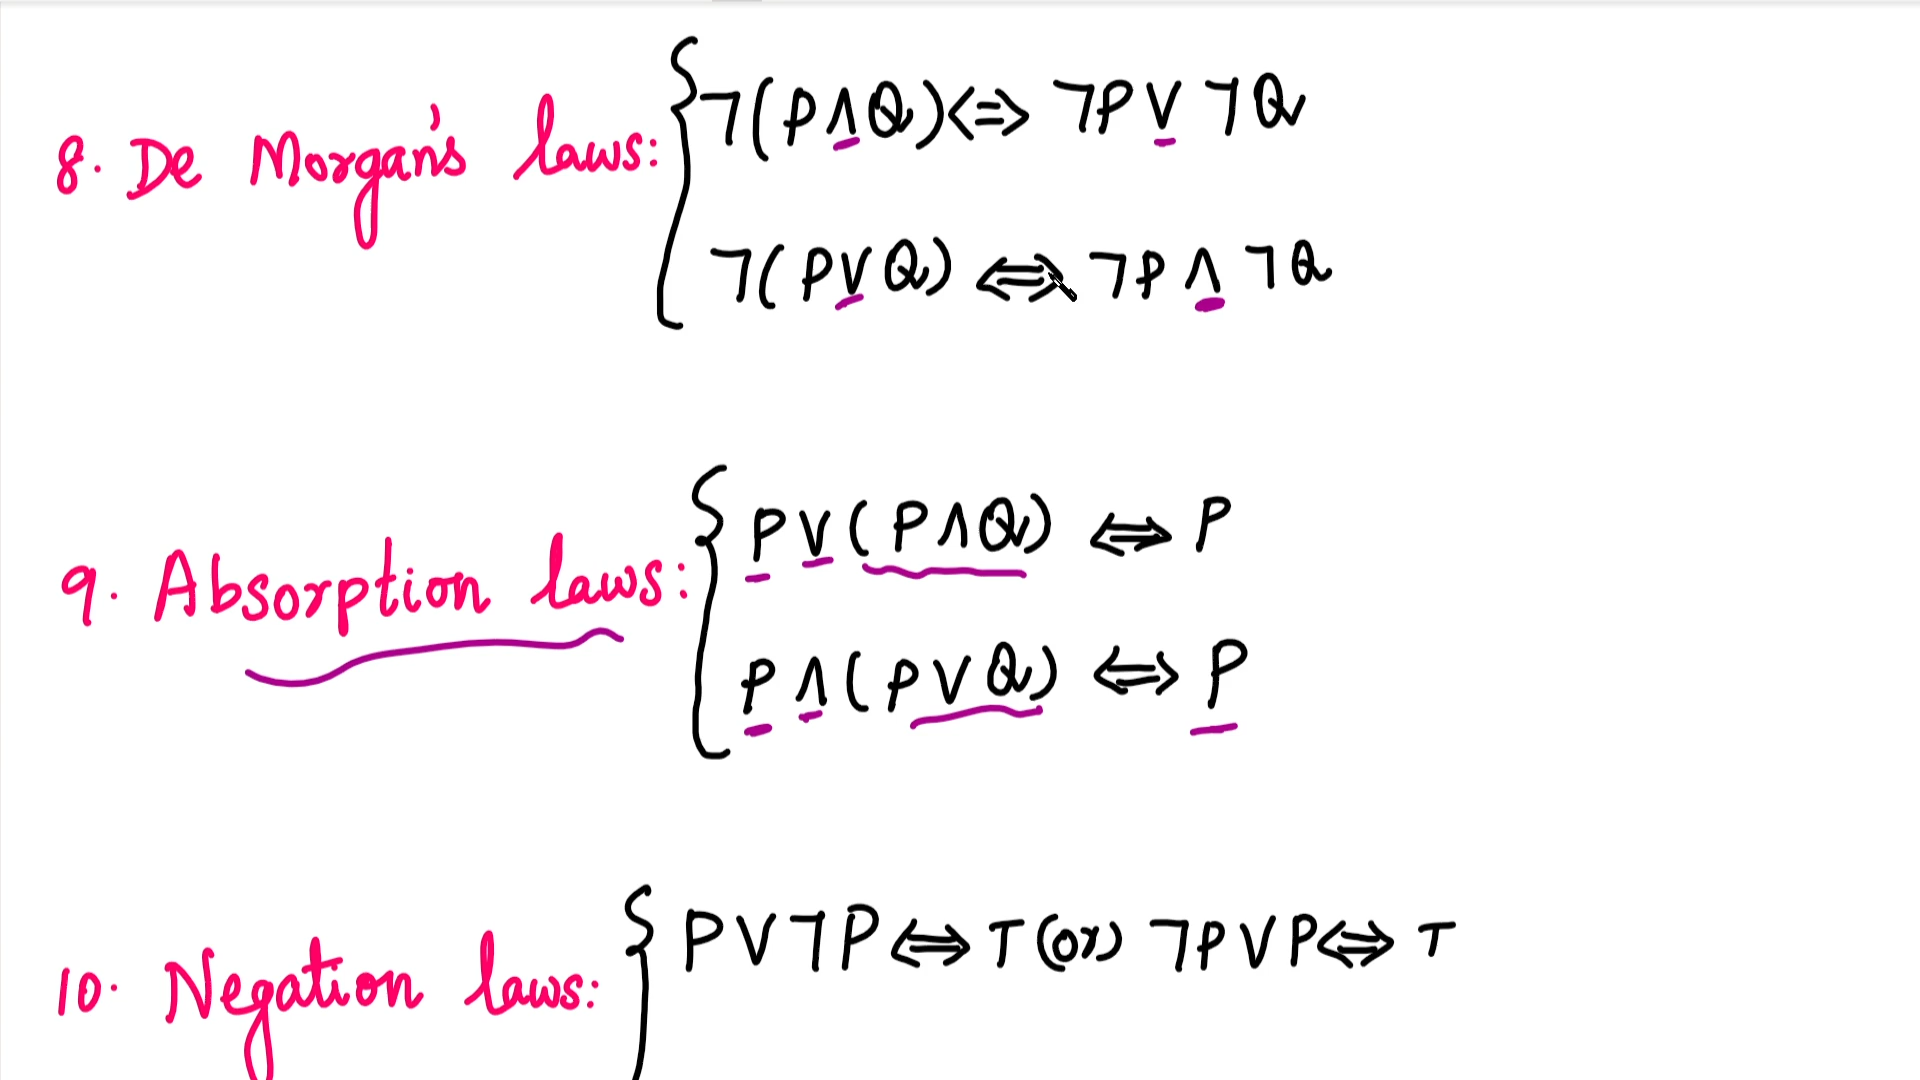 8. De Morgan's laws:
¬(P∧Q)<=> ¬P∨¬Q
¬(P∨Q) ⇔ ¬P∧¬Q
9. Absorption laws:
P∨(P∧Q) ⇔ P
P∧(P∨Q) ⇔ P
10. Negation laws:
P∨¬P ⇔ T (or) ¬P∨P ⇔ T